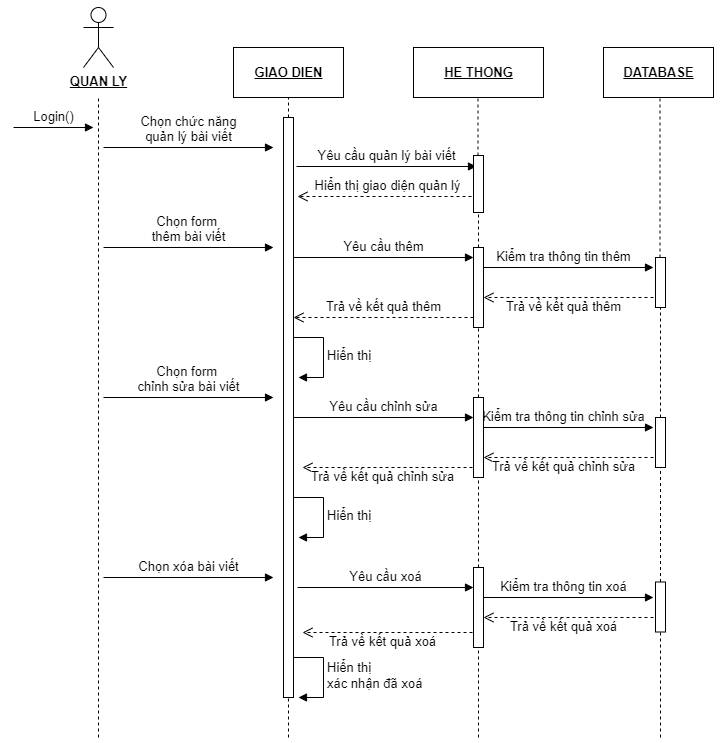 QUAN LY
GIAO DIEN
HE THONG
DATABASE
Login()
Chọn chức năng
quản lý bài viết
Yêu cầu quản lý bài viết
Hiển thị giao diện quản lý
Chọn form
thêm bài viết
Yêu cầu thêm
Kiểm tra thông tin thêm
Trả về kết quả thêm
Trả về kết quả thêm
Hiển thị
Chọn form
chỉnh sửa bài viết
Yêu cầu chỉnh sửa
Kiểm tra thông tin chỉnh sửa
Trả về kết quả chỉnh sửa
Trả về kết quả chỉnh sửa
Hiển thị
Chọn xóa bài viết
Yêu cầu xoá
Kiểm tra thông tin xoá
Trả về kết quả xoá
Trả về kết quả xoá
Hiển thị
xác nhận đã xoá